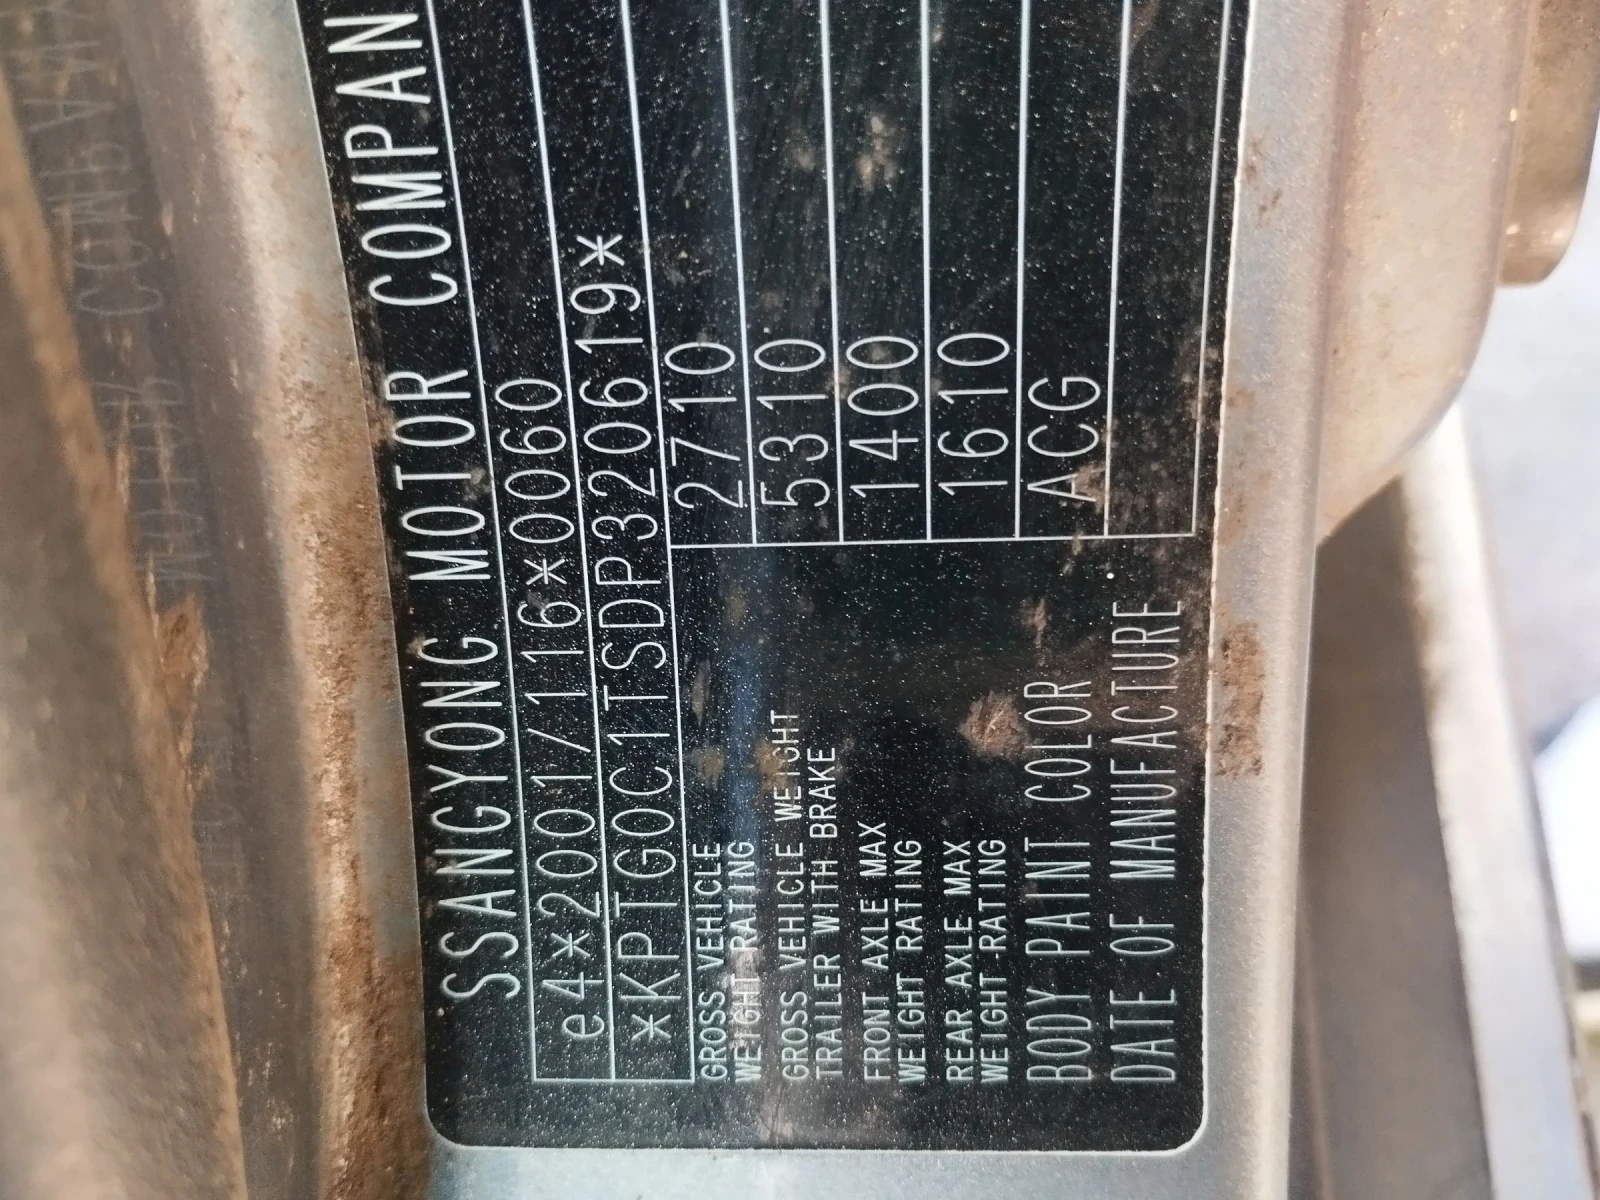 SSANGYONG MOTOR COMPAN
e4*2001/116*0060
*KPTG0C1TSDP320619*
GROSS VEHICLE
WEIGHT RATING
2710
GROSS VEHICLE WEIGHT
TRAILER WITH BRAKE
5310
FRONT AXLE MAX
WEIGHT RATING
1400
REAR AXLE MAX
WEIGHT RATING
1610
BODY PAINT COLOR
ACG
DATE OF MANUFACTURE